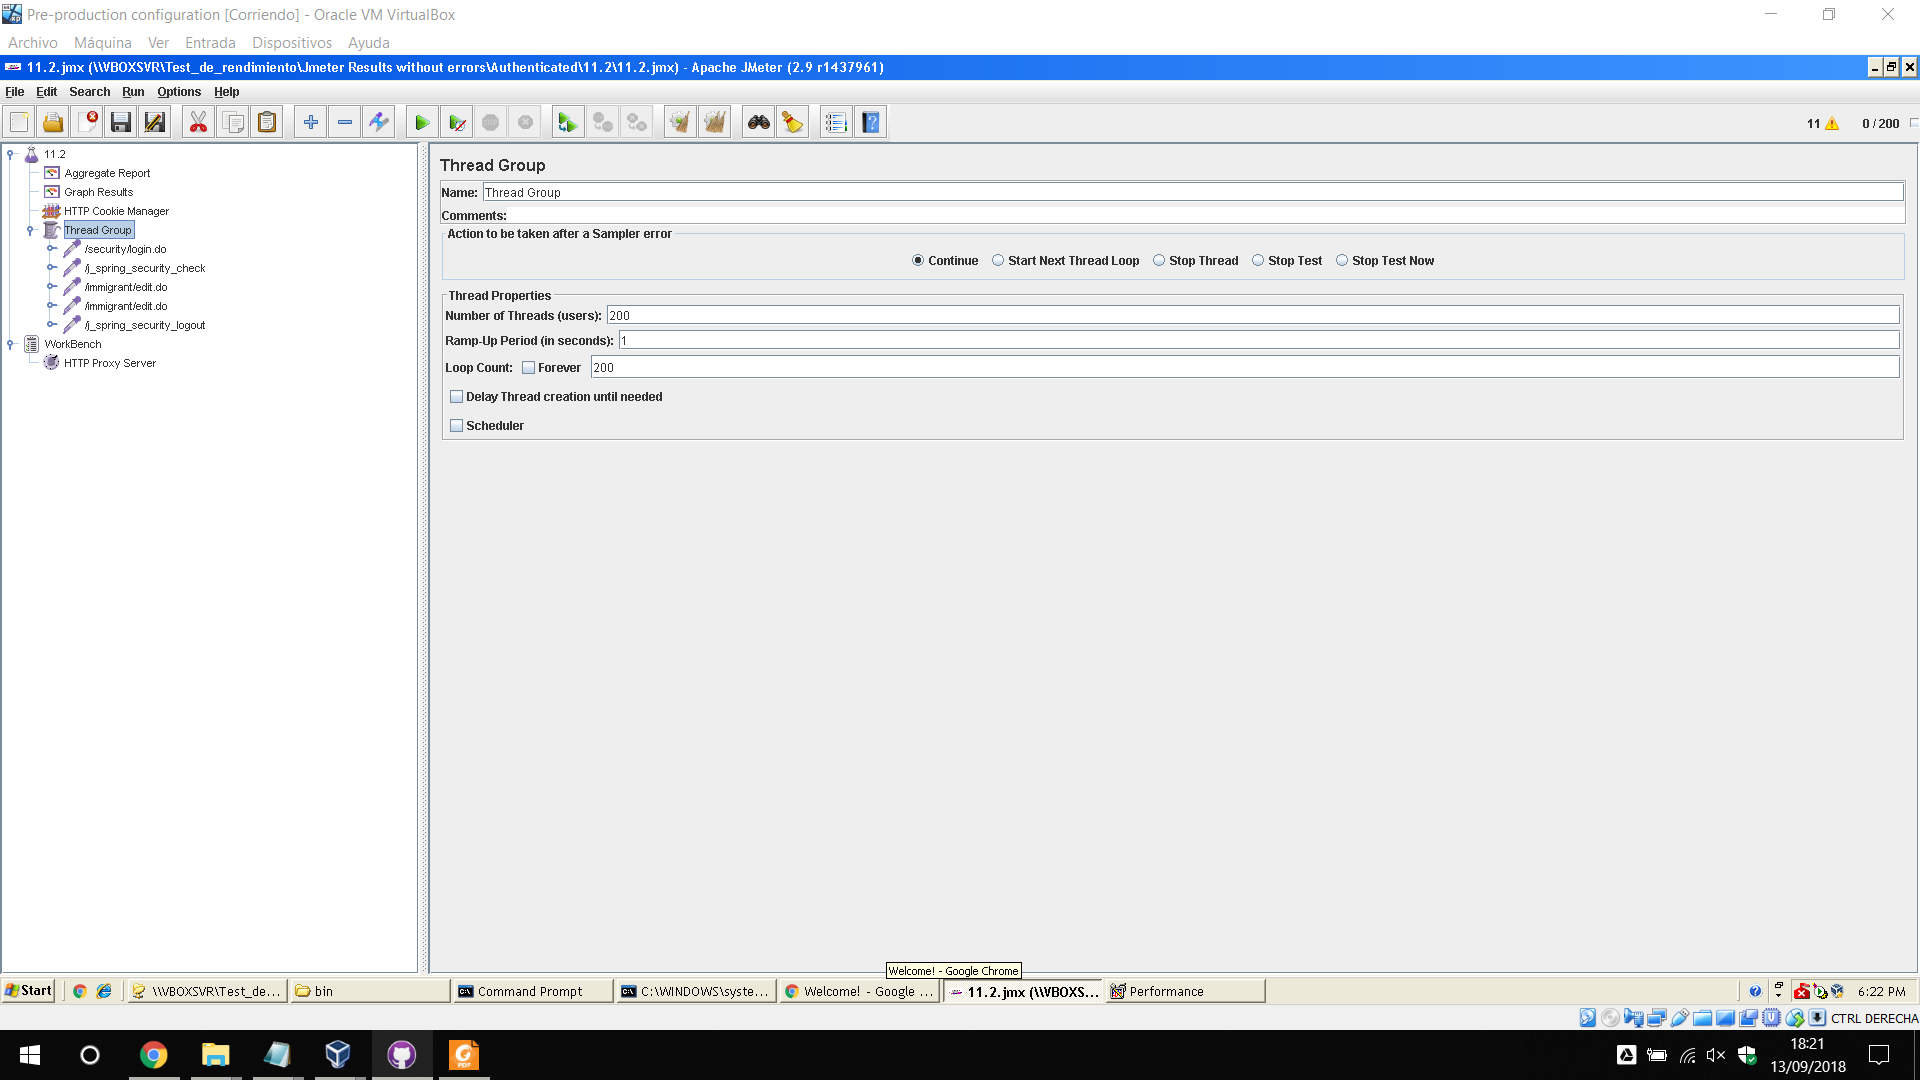 Pre-production configuration [Corriendo] - Oracle VM VirtualBox
Archivo Máquina Ver Entrada Dispositivos Ayuda
11.2.jmx (\\VBOXSVR\Test_de_rendimiento\Jmeter Results without errors\Authenticated\11.2\11.2.jmx) - Apache JMeter (2.9 r1437961)
File Edit Search Run Options Help
11 0 / 200
11.2
Aggregate Report
Graph Results
HTTP Cookie Manager
Thread Group
/security/login.do
/j_spring_security_check
/immigrant/edit.do
/immigrant/edit.do
/j_spring_security_logout
WorkBench
HTTP Proxy Server
Thread Group
Name: Thread Group
Comments:
Action to be taken after a Sampler error
Continue Start Next Thread Loop Stop Thread Stop Test Stop Test Now
Thread Properties
Number of Threads (users): 200
Ramp-Up Period (in seconds): 1
Loop Count: Forever 200
Delay Thread creation until needed
Scheduler
Welcome! - Google Chrome
Start \\VBOXSVR\Test_de... bin Command Prompt C:\WINDOWS\syste... Welcome! - Google ... 11.2.jmx (\\VBOXS... Performance 6:22 PM
CTRL DERECHA
18:21
13/09/2018